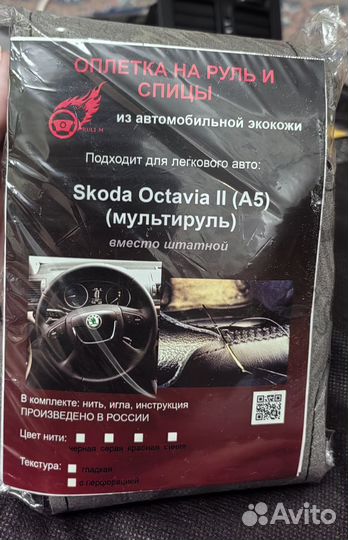 ОПЛЕТКА НА РУЛЬ И
СПИЦЫ
RULI M
из автомобильной экокожи
Подходит для легкового авто:
Skoda Octavia II (A5)
(мультируль)
вместо штатной
В комплекте: нить, игла, инструкция
ПРОИЗВЕДЕНО В РОССИИ
Цвет нити:
черная серая красная синяя
Текстура:
гладкая
с перфорацией
Avito